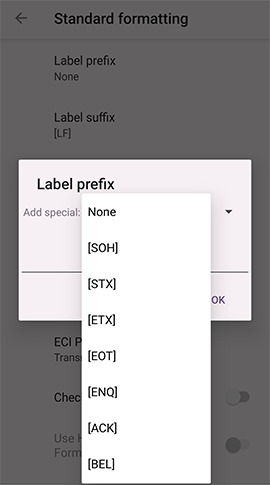 Standard formatting
Label prefix
None
Label suffix
[LF]
Label prefix
Add special:
None
[SOH]
[STX]
[ETX]
[EOT]
[ENQ]
[ACK]
[BEL]
OK
ECI P
Trans
Chec
Use H
Form